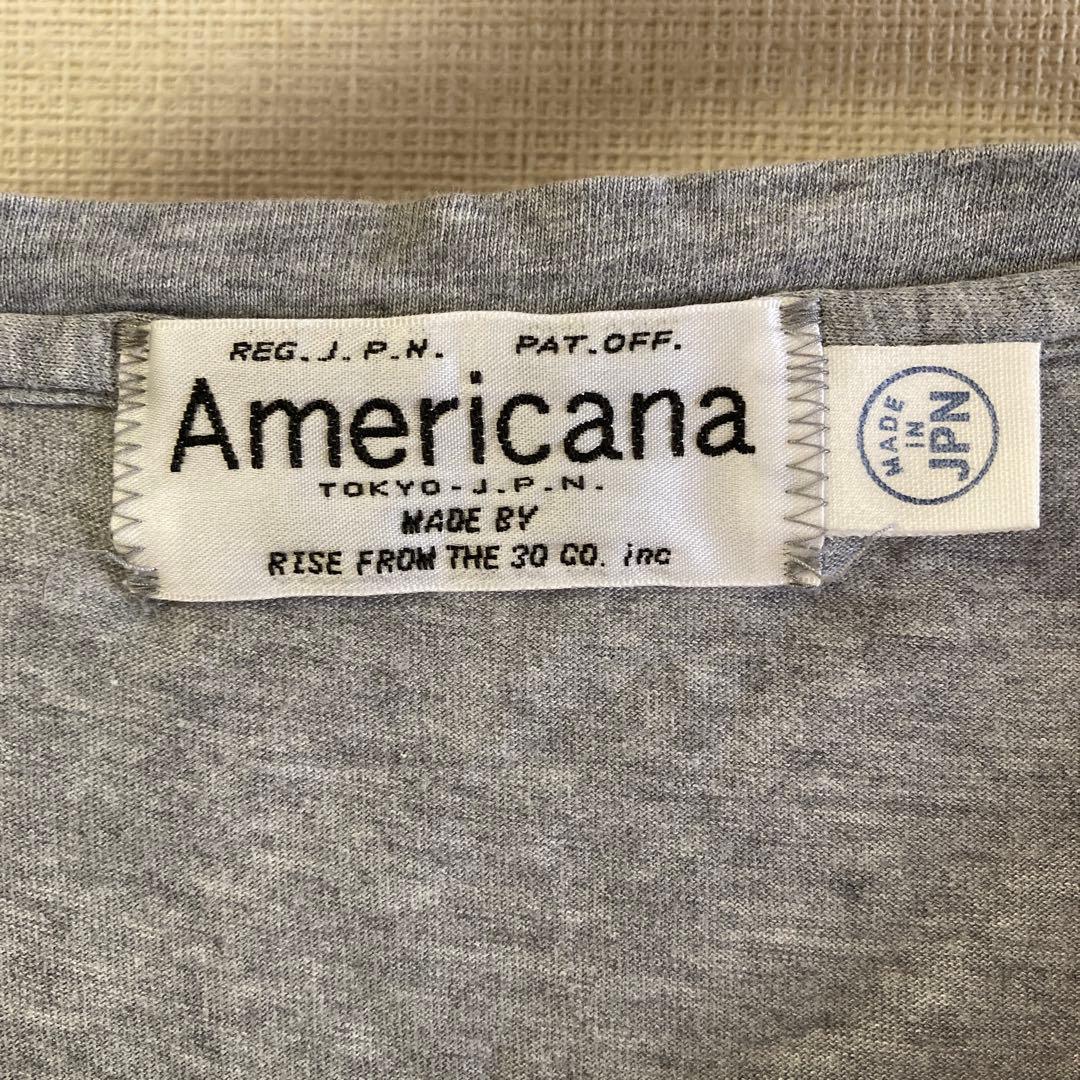 REG.J.P.N. PAT.OFF.
Americana
TOKYO-J.P.N.
MADE BY
RISE FROM THE 30 CO. inc
MADE
IN
JPN